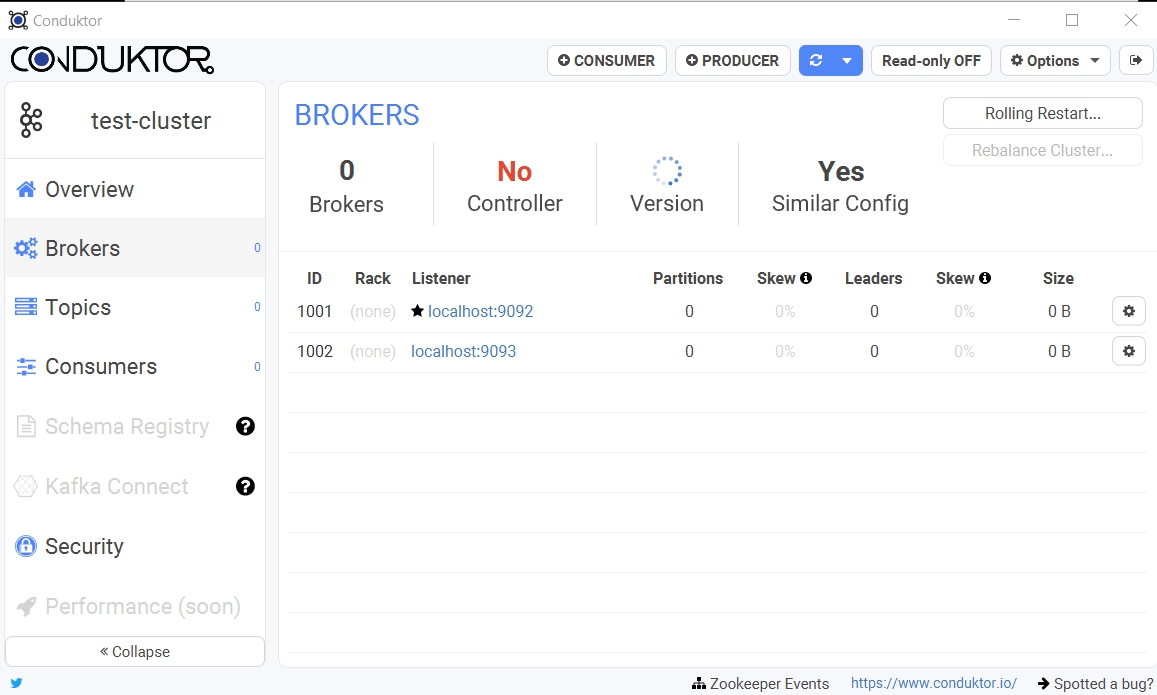 Conduktor
CONDUKTOR
CONSUMER
PRODUCER
Read-only OFF
Options
test-cluster
Overview
Brokers 0
Topics 0
Consumers 0
Schema Registry
Kafka Connect
Security
Performance (soon)
« Collapse
BROKERS
Rolling Restart...
Rebalance Cluster...
0
Brokers
No
Controller
Version
Yes
Similar Config
ID Rack Listener Partitions Skew Leaders Skew Size
1001 (none) localhost:9092 0 0% 0 0% 0 B
1002 (none) localhost:9093 0 0% 0 0% 0 B
Zookeeper Events https://www.conduktor.io/ Spotted a bug?